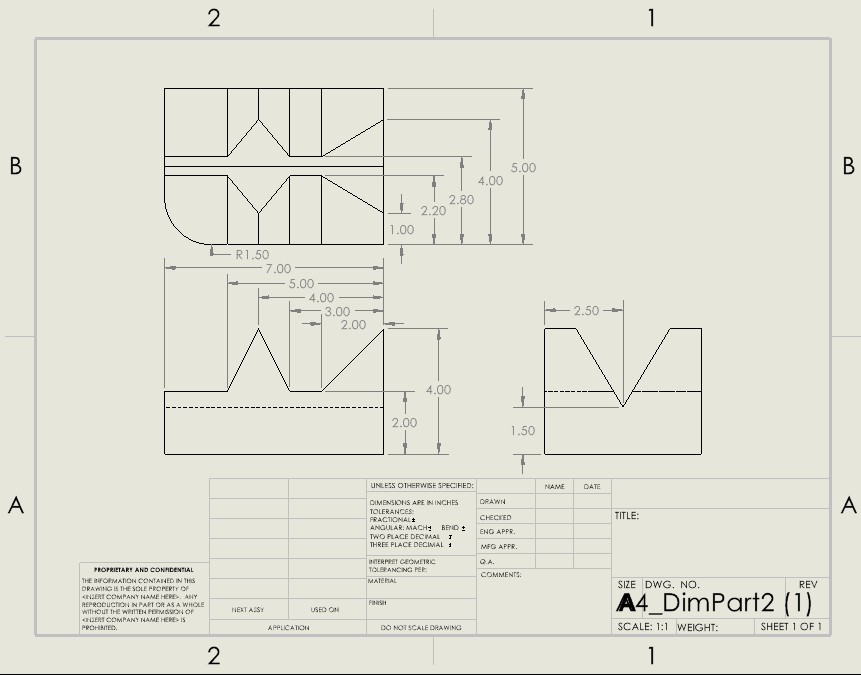 2 1
B B
5.00
4.00
2.80
2.20
1.00
R1.50
7.00
5.00
4.00
3.00
2.00
2.50
4.00
2.00
1.50
A A
UNLESS OTHERWISE SPECIFIED:
DIMENSIONS ARE IN INCHES
TOLERANCES:
FRACTIONAL±
ANGULAR: MACH± BEND ±
TWO PLACE DECIMAL ±
THREE PLACE DECIMAL ±
INTERPRET GEOMETRIC
TOLERANCING PER:
MATERIAL
FINISH
DO NOT SCALE DRAWING
NAME DATE
DRAWN
CHECKED
ENG APPR.
MFG APPR.
Q.A.
COMMENTS:
TITLE:
SIZE DWG. NO. REV
A4_DimPart2 (1)
SCALE: 1:1 WEIGHT: SHEET 1 OF 1
PROPRIETARY AND CONFIDENTIAL
THE INFORMATION CONTAINED IN THIS
DRAWING IS THE SOLE PROPERTY OF
<INSERT COMPANY NAME HERE>. ANY
REPRODUCTION IN PART OR AS A WHOLE
WITHOUT THE WRITTEN PERMISSION OF
<INSERT COMPANY NAME HERE> IS
PROHIBITED.
NEXT ASSY USED ON
APPLICATION
2 1